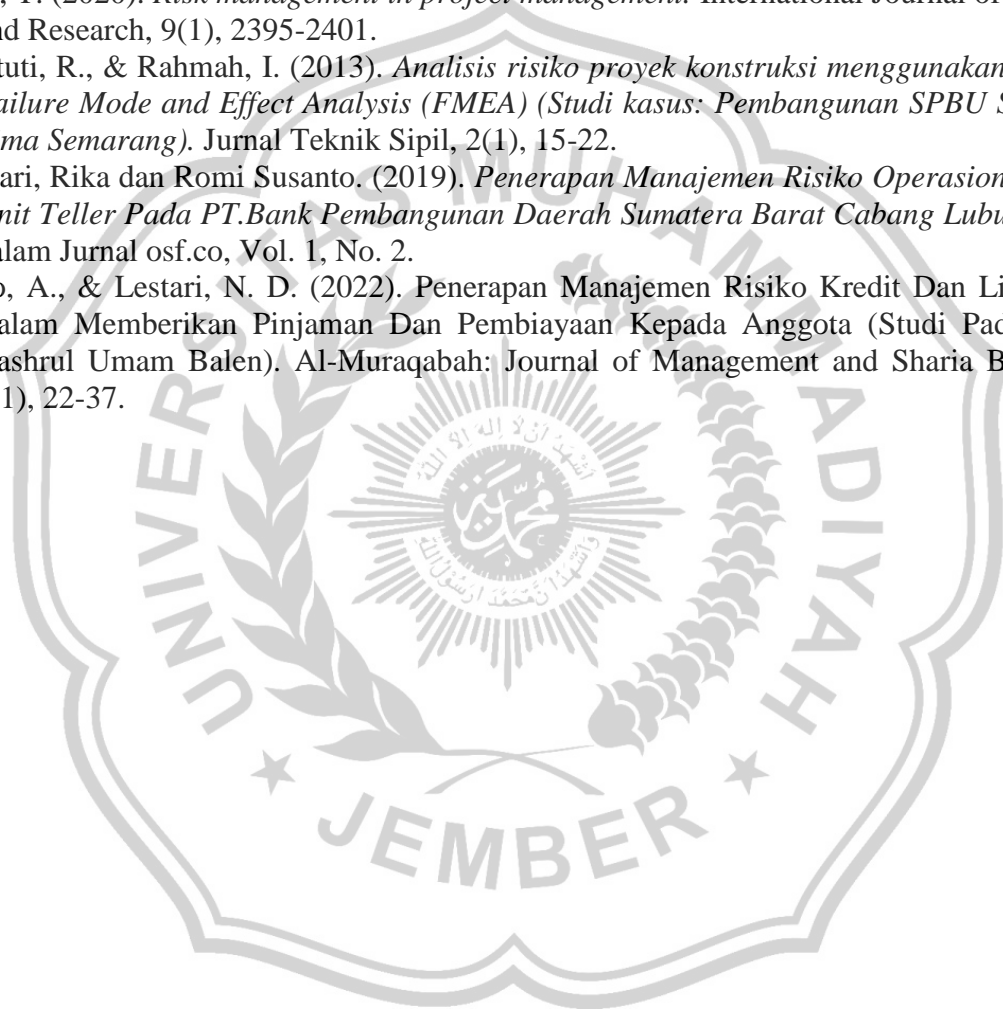 , T. (2020). Risk management in project management. International Journal of
nd Research, 9(1), 2395-2401.
tuti, R., & Rahmah, I. (2013). Analisis risiko proyek konstruksi menggunakan
ailure Mode and Effect Analysis (FMEA) (Studi kasus: Pembangunan SPBU S
ma Semarang). Jurnal Teknik Sipil, 2(1), 15-22.
ari, Rika dan Romi Susanto. (2019). Penerapan Manajemen Risiko Operasion
nit Teller Pada PT.Bank Pembangunan Daerah Sumatera Barat Cabang Lubu
alam Jurnal osf.co, Vol. 1, No. 2.
o, A., & Lestari, N. D. (2022). Penerapan Manajemen Risiko Kredit Dan Li
alam Memberikan Pinjaman Dan Pembiayaan Kepada Anggota (Studi Pad
ashrul Umam Balen). Al-Muraqabah: Journal of Management and Sharia B
1), 22-37.
UNIVERSITAS MUHAMMADIYAH
JEMBER